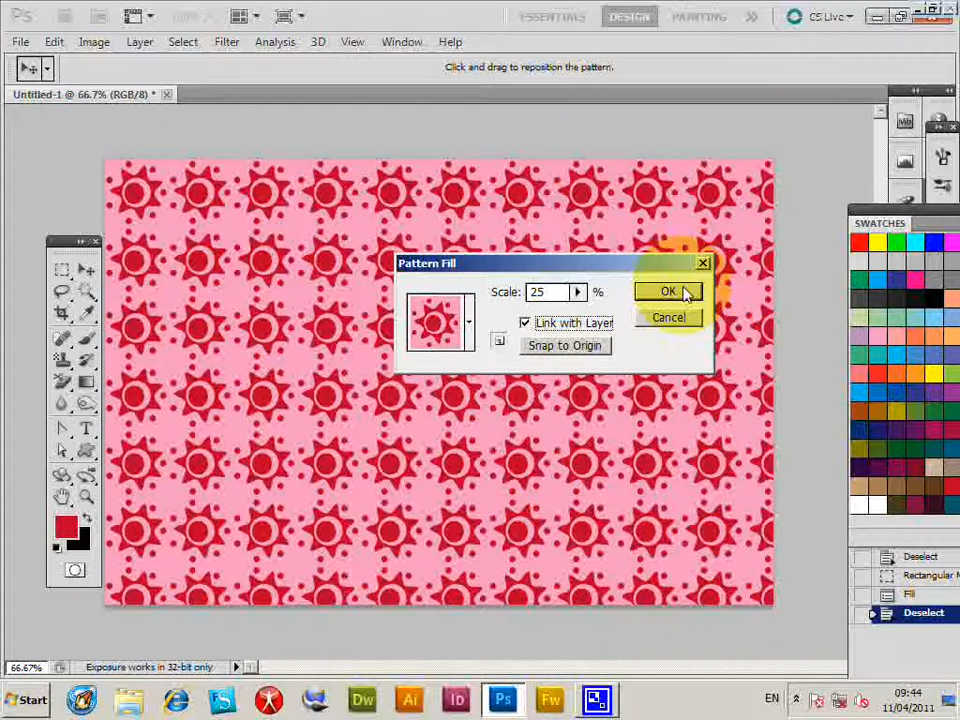 Ps
ESSENTIALS DESIGN PAINTING CS Live
File Edit Image Layer Select Filter Analysis 3D View Window Help
Click and drag to reposition the pattern.
Untitled-1 @ 66.7% (RGB/8) *
Mb
SWATCHES
Pattern Fill
Scale: 25 % OK
Link with Layer Cancel
Snap to Origin
T
Deselect
Rectangular M
Fill
Deselect
66.67% Exposure works in 32-bit only
Start FS Dw Ai Id Ps Fw EN 09:44
11/04/2011